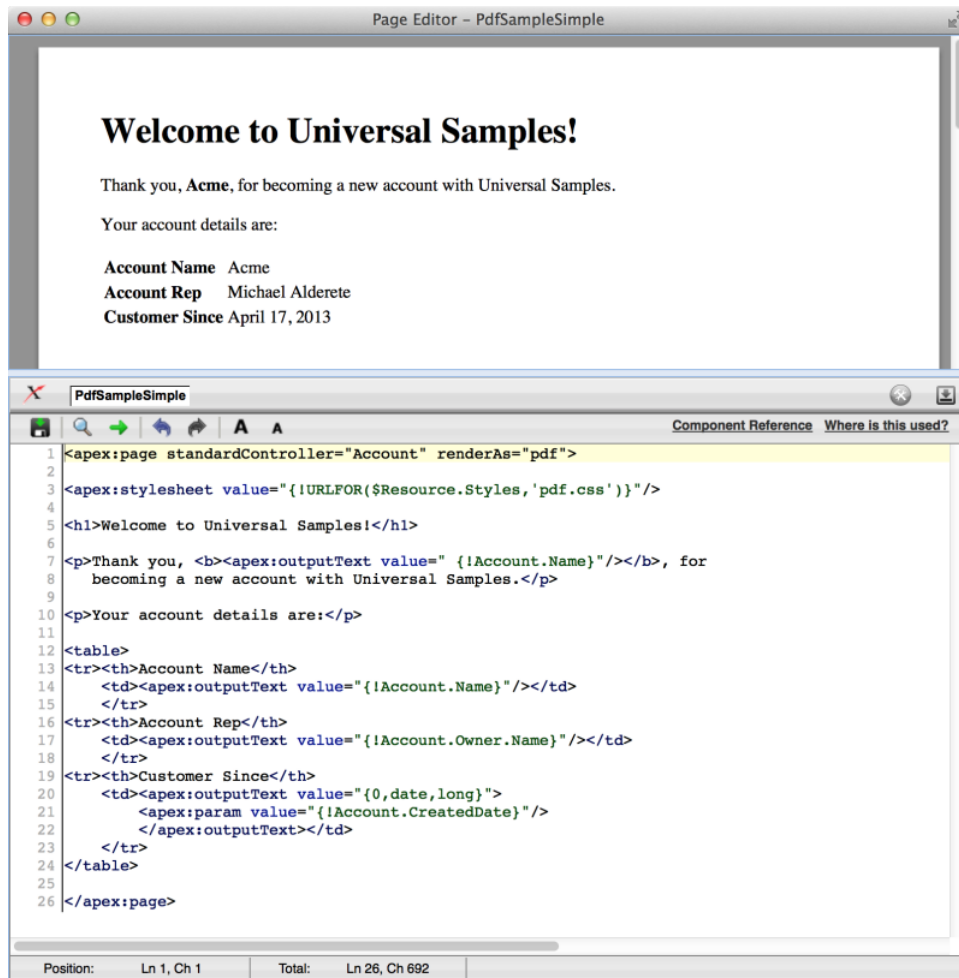 Page Editor – PdfSampleSimple
Welcome to Universal Samples!
Thank you, Acme, for becoming a new account with Universal Samples.
Your account details are:
Account Name Acme
Account Rep Michael Alderete
Customer Since April 17, 2013
PdfSampleSimple
A A Component Reference Where is this used?
1 <apex:page standardController="Account" renderAs="pdf">
2
3 <apex:stylesheet value="{!URLFOR($Resource.Styles,'pdf.css')}"/>
4
5 <h1>Welcome to Universal Samples!</h1>
6
7 <p>Thank you, <b><apex:outputText value=" {!Account.Name}"/></b>, for
8 becoming a new account with Universal Samples.</p>
9
10 <p>Your account details are:</p>
11
12 <table>
13 <tr><th>Account Name</th>
14 <td><apex:outputText value="{!Account.Name}"/></td>
15 </tr>
16 <tr><th>Account Rep</th>
17 <td><apex:outputText value="{!Account.Owner.Name}"/></td>
18 </tr>
19 <tr><th>Customer Since</th>
20 <td><apex:outputText value="{0,date,long}">
21 <apex:param value="{!Account.CreatedDate}"/>
22 </apex:outputText></td>
23 </tr>
24 </table>
25
26 </apex:page>
Position: Ln 1, Ch 1 Total: Ln 26, Ch 692